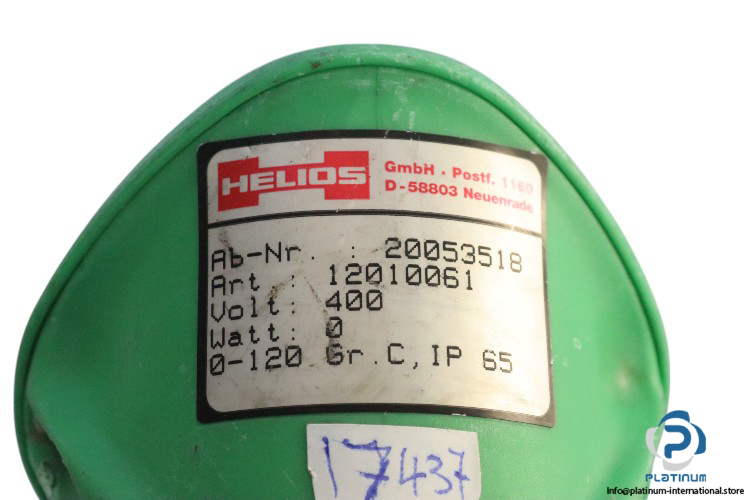 HELIOS
GmbH . Postf. 1160
D-58803 Neuenrade
Ab-Nr. : 20053518
Art : 12010061
Volt: 400
Watt: 0
0-120 Gr.C, IP 65
17437
PLATINUM
Info@platinum-international.store